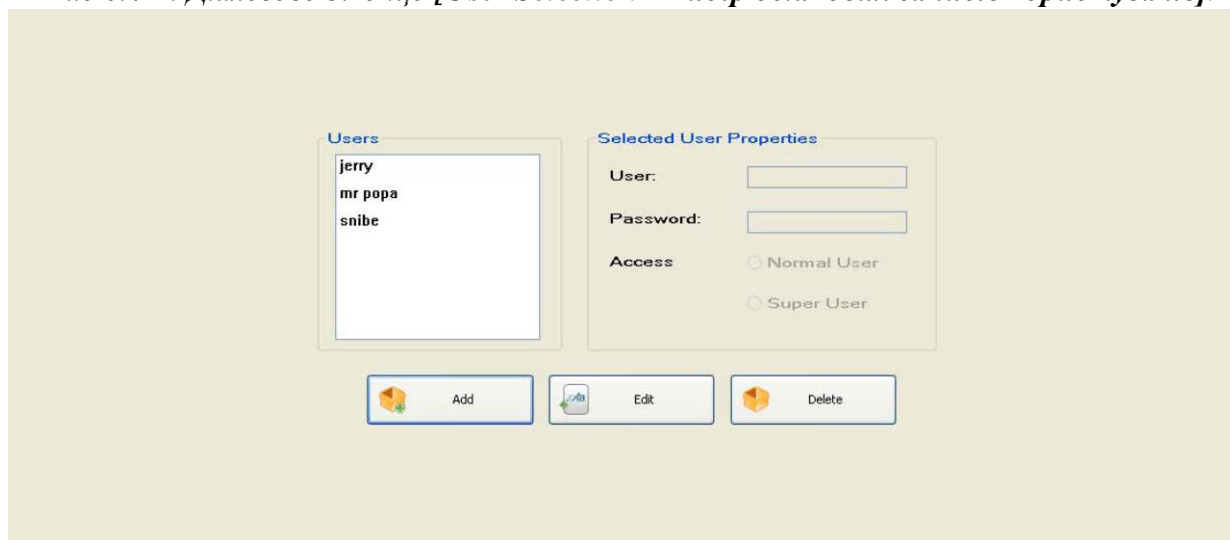 Users
jerry
mr popa
snibe
Selected User Properties
User:
Password:
Access
Normal User
Super User
Add
Edit
Delete